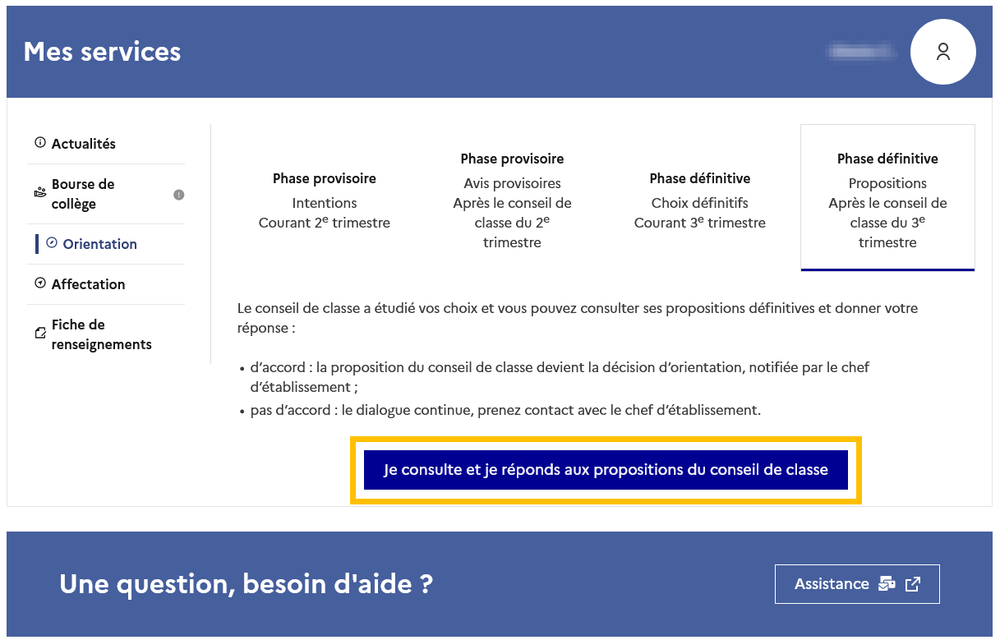 Mes services
Actualités
Bourse de
collège
Orientation
Affectation
Fiche de
renseignements
Phase provisoire
Intentions
Courant 2e trimestre
Phase provisoire
Avis provisoires
Après le conseil de
classe du 2e
trimestre
Phase définitive
Choix définitifs
Courant 3e trimestre
Phase définitive
Propositions
Après le conseil de
classe du 3e
trimestre
Le conseil de classe a étudié vos choix et vous pouvez consulter ses propositions définitives et donner votre
réponse :
• d’accord : la proposition du conseil de classe devient la décision d’orientation, notifiée par le chef
d’établissement ;
• pas d’accord : le dialogue continue, prenez contact avec le chef d’établissement.
Je consulte et je réponds aux propositions du conseil de classe
Une question, besoin d'aide ?
Assistance